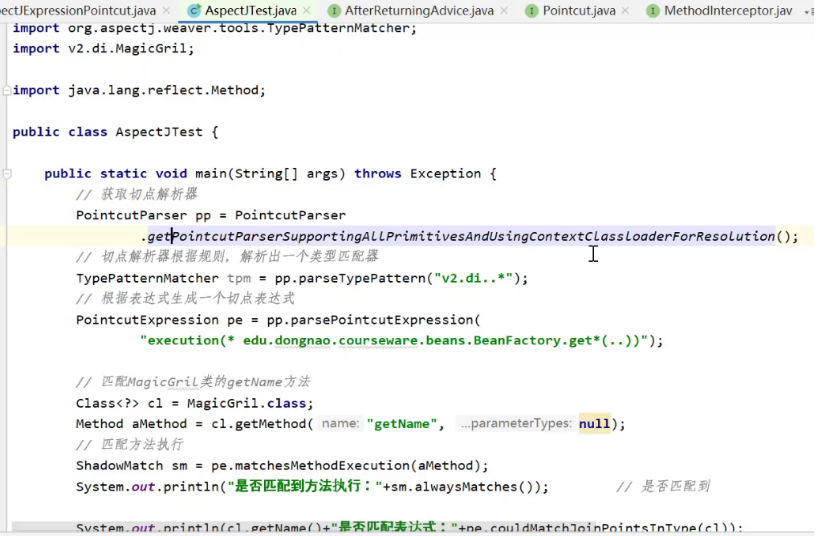 ectJExpressionPointcut.java AspectJTest.java AfterReturningAdvice.java Pointcut.java MethodInterceptor.jav
import org.aspectj.weaver.tools.TypePatternMatcher;
import v2.di.MagicGril;
import java.lang.reflect.Method;
public class AspectJTest {
public static void main(String[] args) throws Exception {
// 获取切点解析器
PointcutParser pp = PointcutParser
.getPointcutParserSupportingAllPrimitivesAndUsingContextClassloaderForResolution();
// 切点解析器根据规则，解析出一个类型匹配器
TypePatternMatcher tpm = pp.parseTypePattern("v2.di..*");
// 根据表达式生成一个切点表达式
PointcutExpression pe = pp.parsePointcutExpression(
"execution(* edu.dongnao.courseware.beans.BeanFactory.get*(..))");
// 匹配MagicGril类的getName方法
Class<?> cl = MagicGril.class;
Method aMethod = cl.getMethod( name: "getName", ...parameterTypes: null);
// 匹配方法执行
ShadowMatch sm = pe.matchesMethodExecution(aMethod);
System.out.println("是否匹配到方法执行："+sm.alwaysMatches()); // 是否匹配到
System.out.println(cl.getName()+"是否匹配表达式："+pe.couldMatchJoinPointsInType(cl));